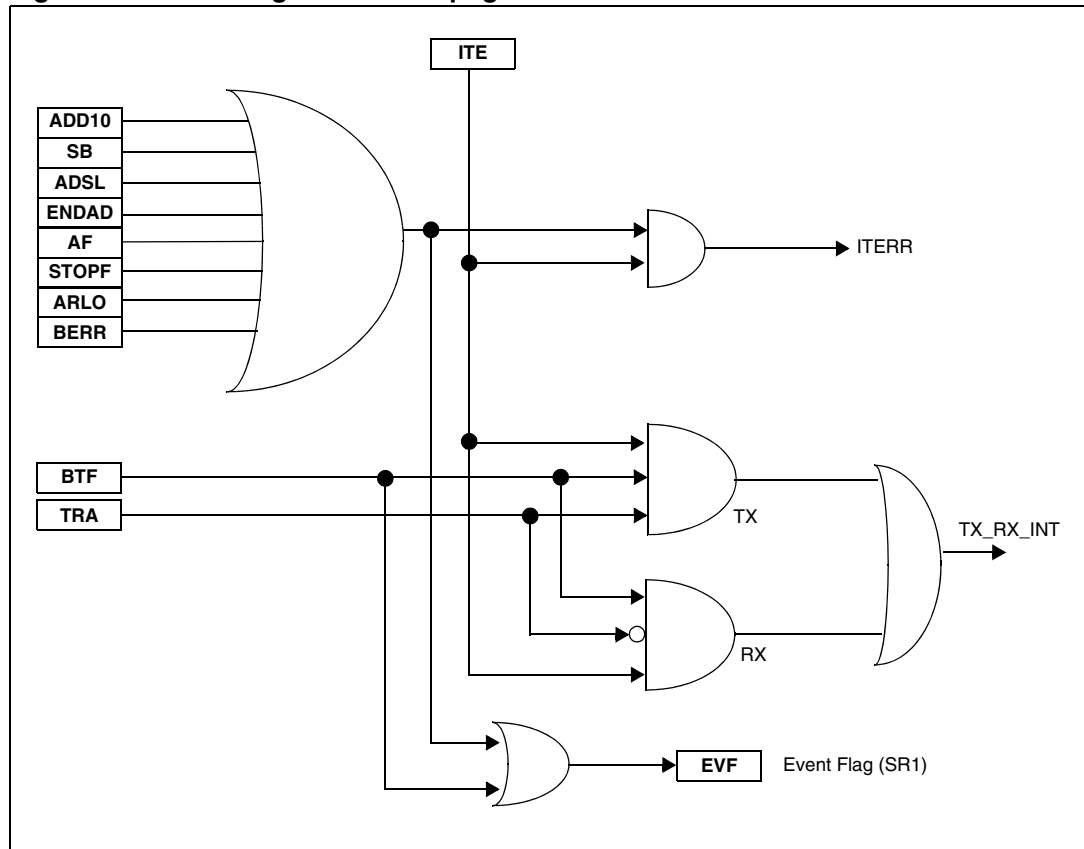 ITE
ADD10
SB
ADSL
ENDAD
AF
STOPF
ARLO
BERR
ITERR
BTF
TRA
TX
TX_RX_INT
RX
EVF
Event Flag (SR1)